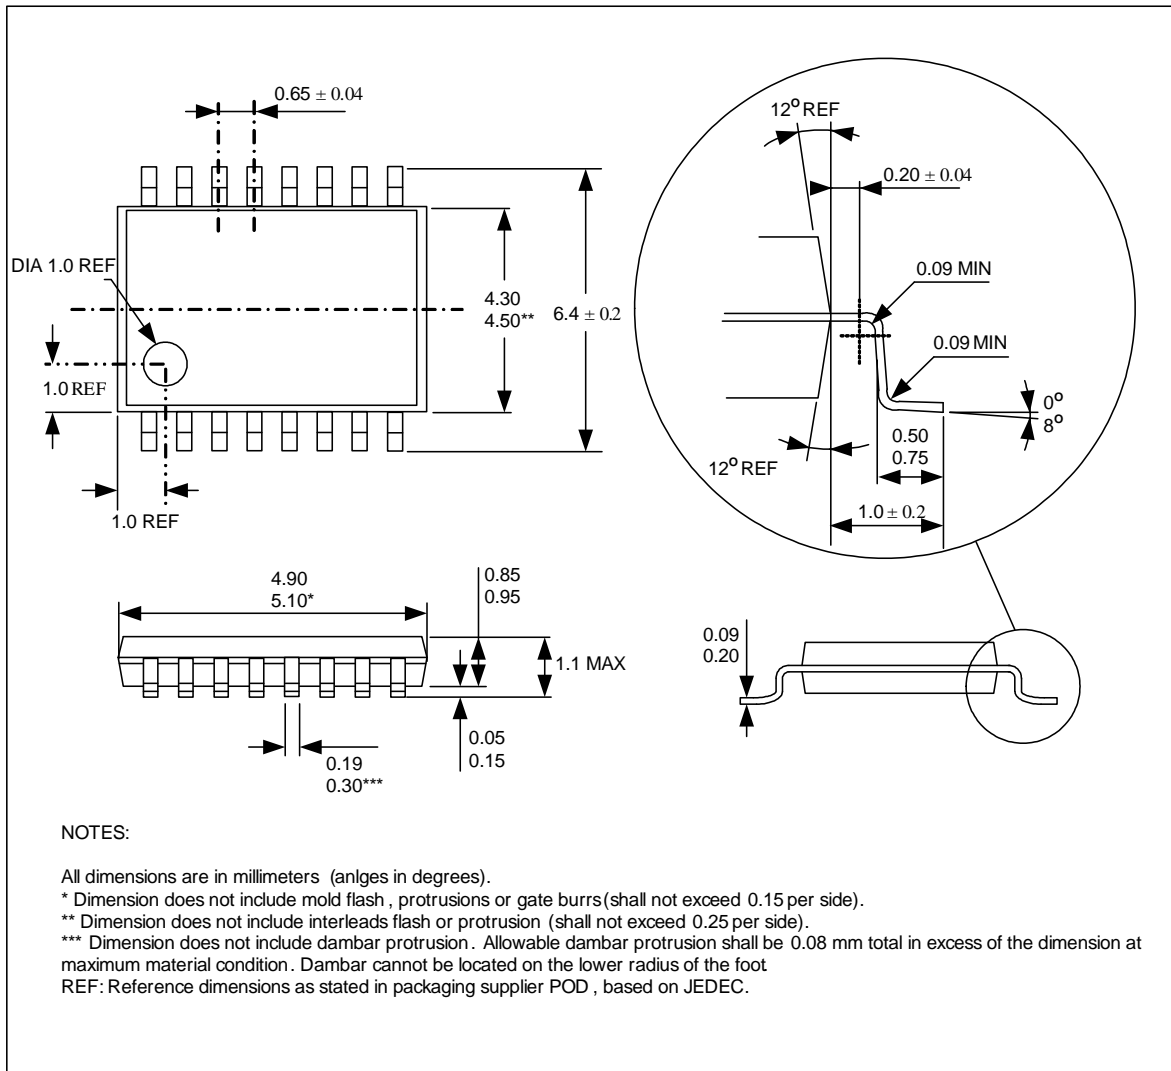 0.65 ± 0.04
DIA 1.0 REF
4.30
4.50**
6.4 ± 0.2
1.0 REF
1.0 REF
12° REF
0.20 ± 0.04
0.09 MIN
0.09 MIN
0°
8°
0.50
0.75
12° REF
1.0 ± 0.2
4.90
5.10*
0.85
0.95
1.1 MAX
0.05
0.15
0.19
0.30***
0.09
0.20
NOTES:
All dimensions are in millimeters (anlges in degrees).
* Dimension does not include mold flash, protrusions or gate burrs (shall not exceed 0.15 per side).
** Dimension does not include interleads flash or protrusion (shall not exceed 0.25 per side).
*** Dimension does not include dambar protrusion. Allowable dambar protrusion shall be 0.08 mm total in excess of the dimension at
maximum material condition. Dambar cannot be located on the lower radius of the foot
REF: Reference dimensions as stated in packaging supplier POD, based on JEDEC.